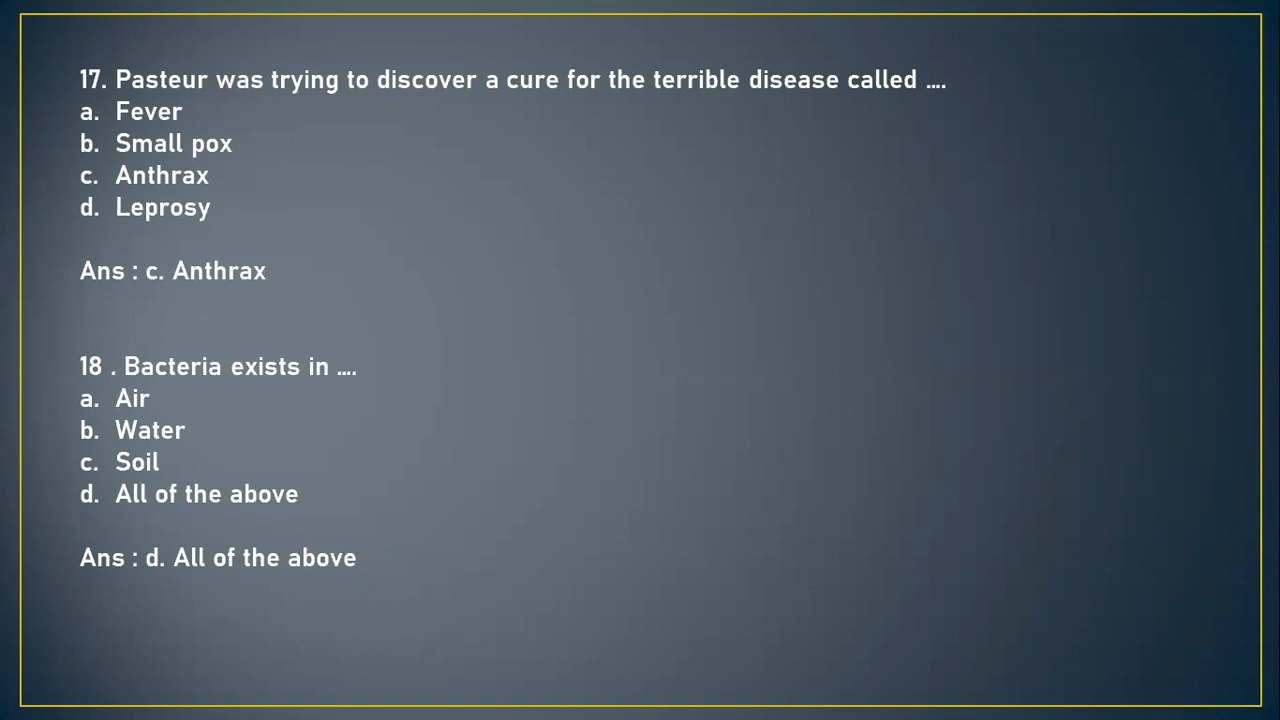 17. Pasteur was trying to discover a cure for the terrible disease called ....
a. Fever
b. Small pox
c. Anthrax
d. Leprosy
Ans : c. Anthrax
18 . Bacteria exists in ....
a. Air
b. Water
c. Soil
d. All of the above
Ans : d. All of the above